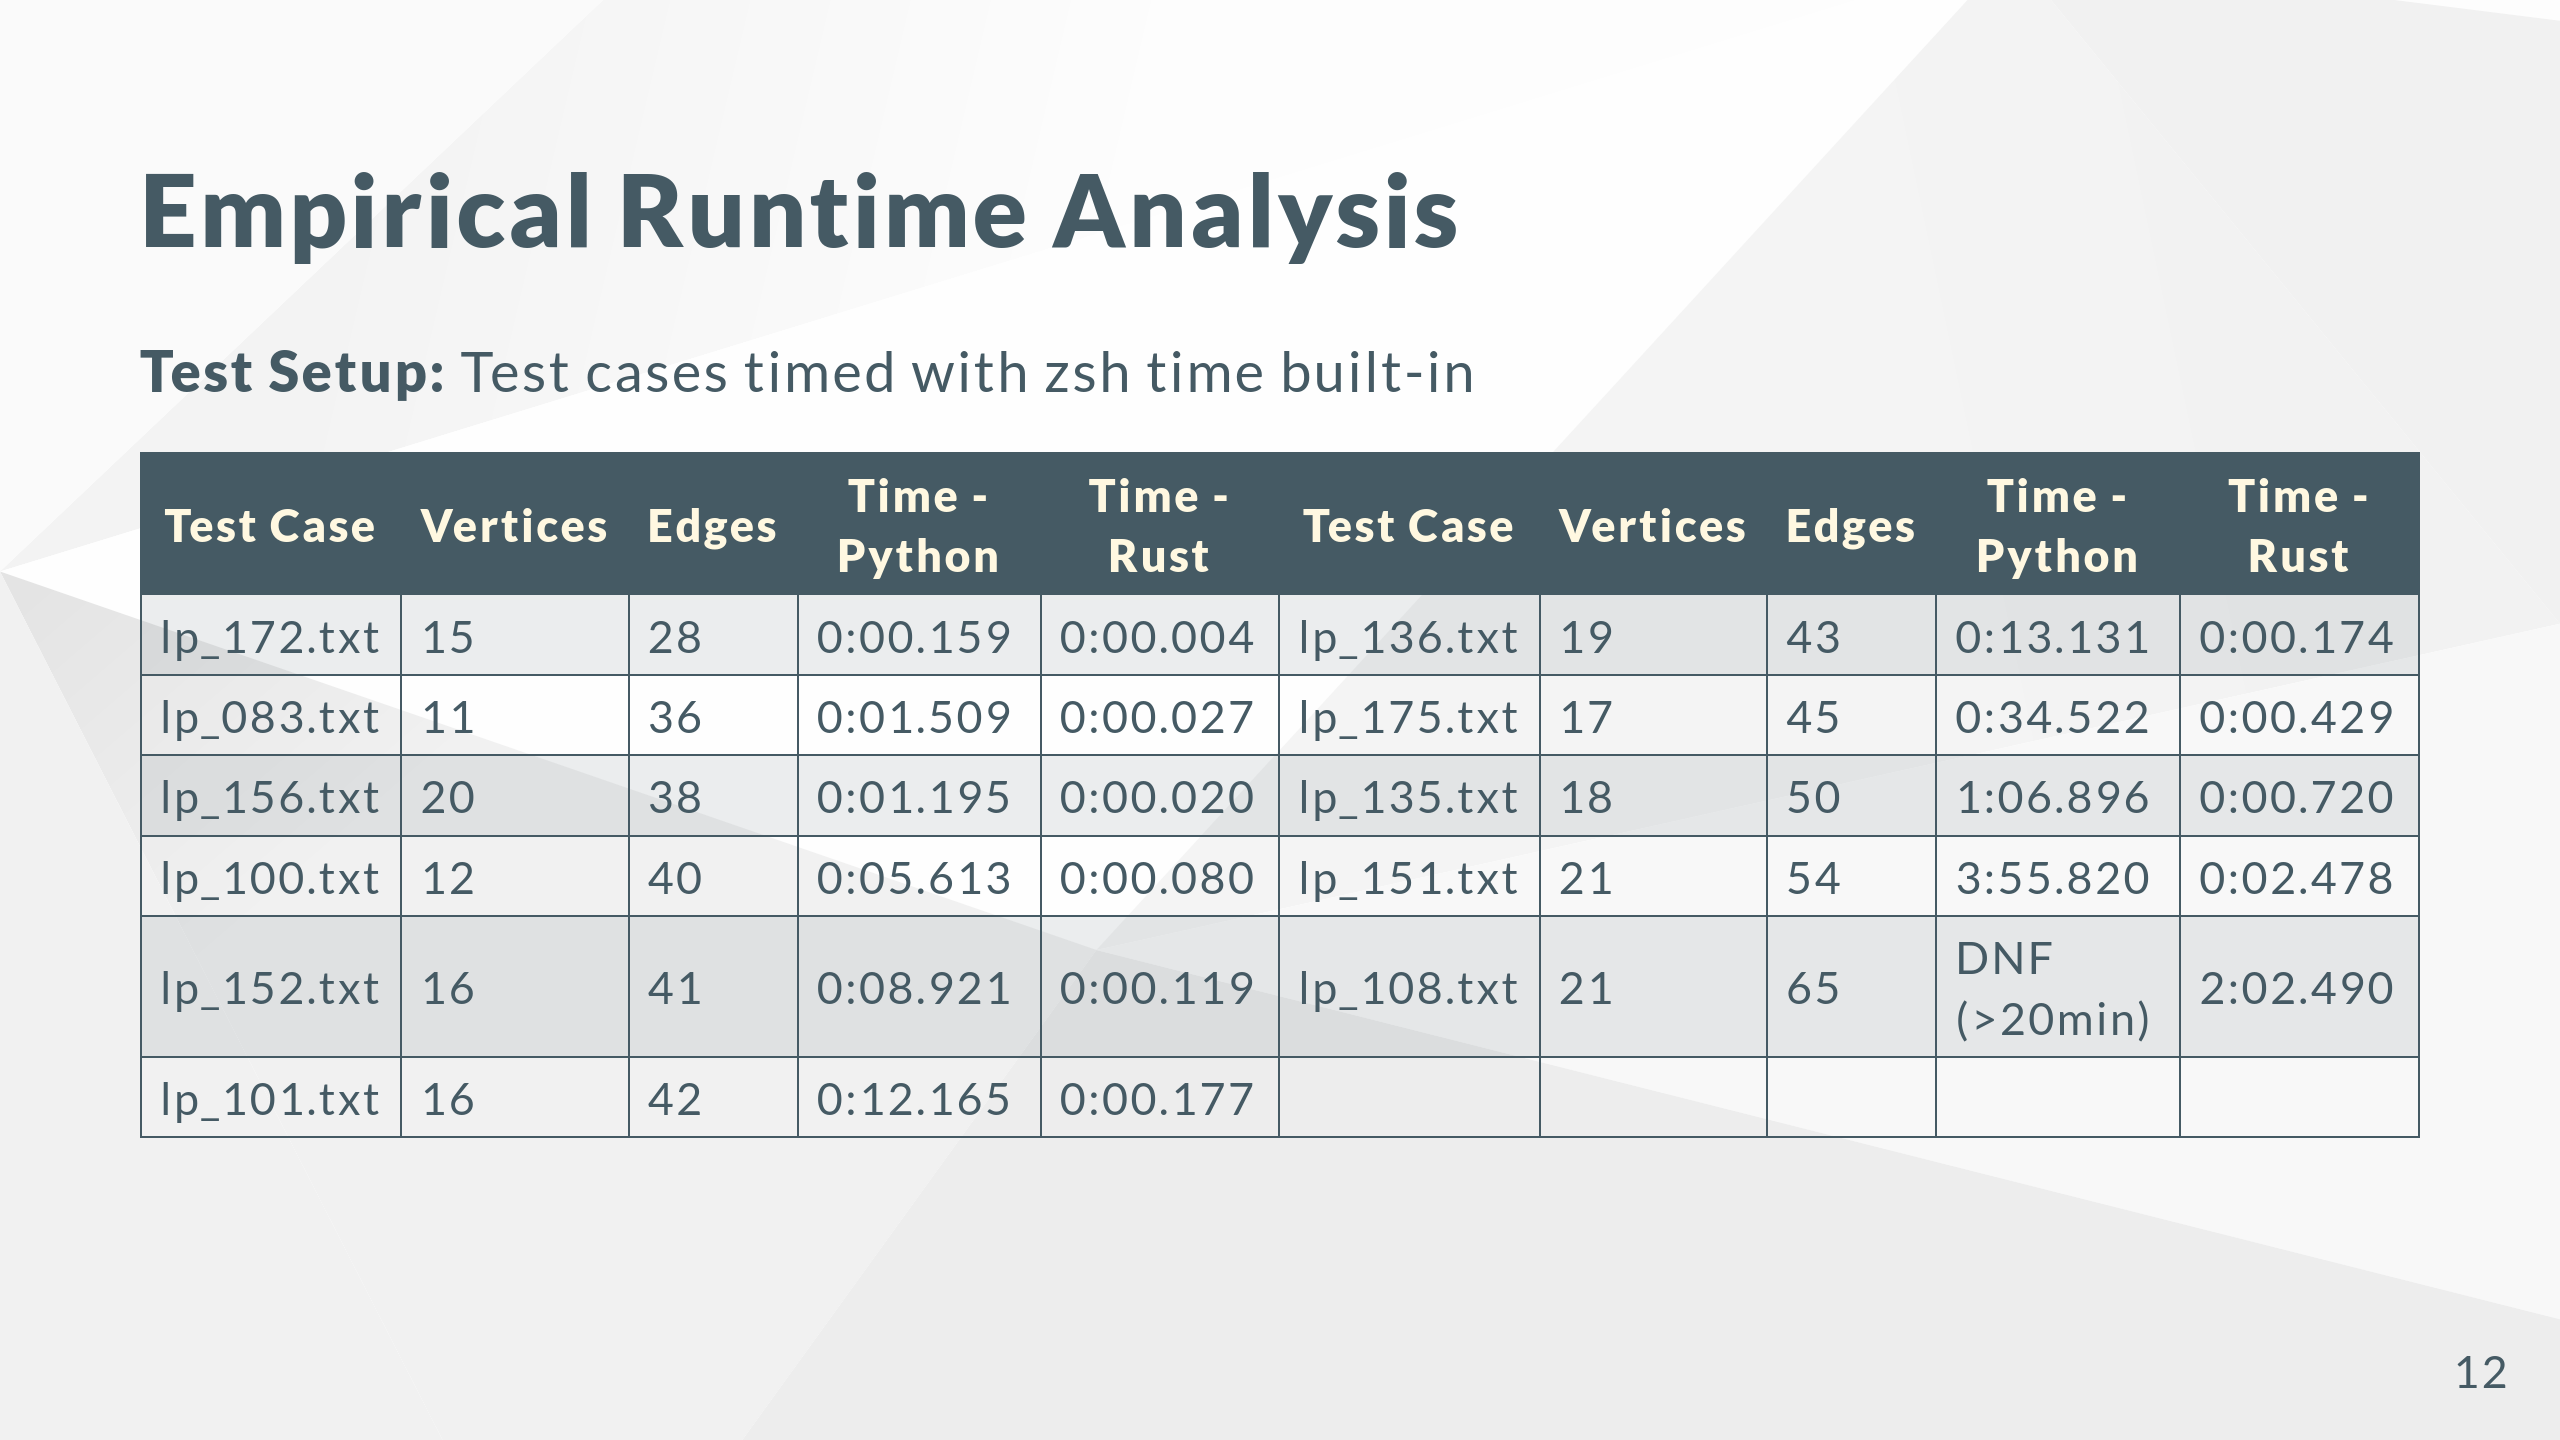 Empirical Runtime Analysis
Test Setup: Test cases timed with zsh time built-in
Test Case Vertices Edges Time - Python Time - Rust Test Case Vertices Edges Time - Python Time - Rust
lp_172.txt 15 28 0:00.159 0:00.004 lp_136.txt 19 43 0:13.131 0:00.174
lp_083.txt 11 36 0:01.509 0:00.027 lp_175.txt 17 45 0:34.522 0:00.429
lp_156.txt 20 38 0:01.195 0:00.020 lp_135.txt 18 50 1:06.896 0:00.720
lp_100.txt 12 40 0:05.613 0:00.080 lp_151.txt 21 54 3:55.820 0:02.478
lp_152.txt 16 41 0:08.921 0:00.119 lp_108.txt 21 65 DNF (>20min) 2:02.490
lp_101.txt 16 42 0:12.165 0:00.177
12